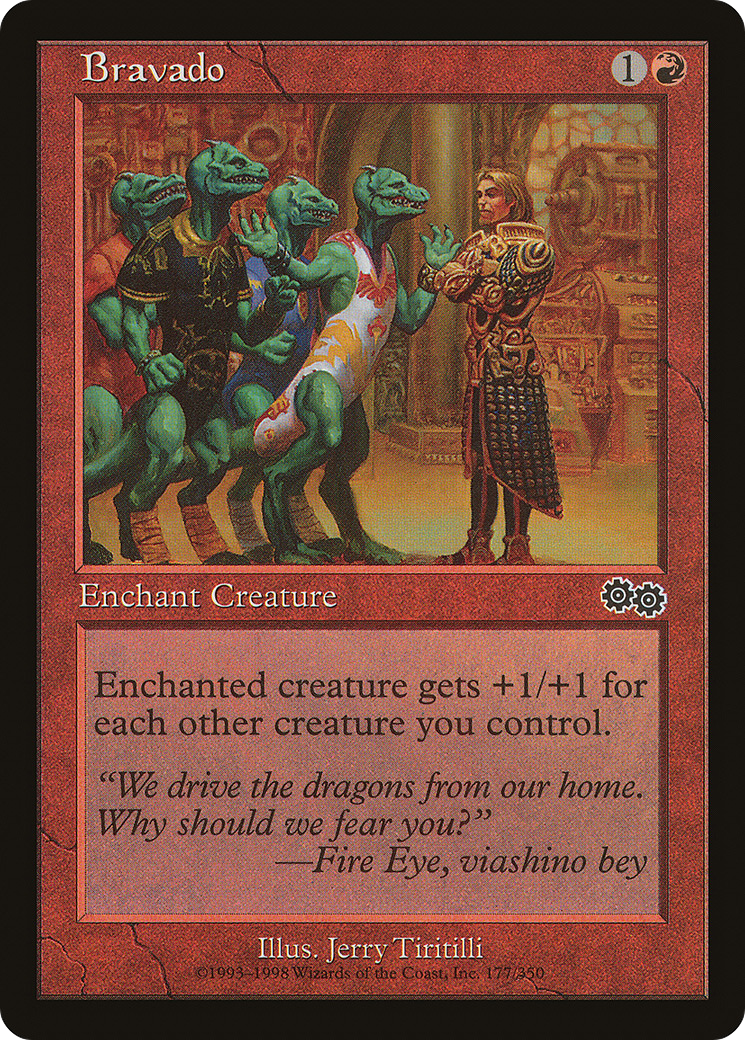 Bravado
1
Enchant Creature
Enchanted creature gets +1/+1 for
each other creature you control.
“We drive the dragons from our home.
Why should we fear you?”
—Fire Eye, viashino bey
Illus. Jerry Tiritilli
©1993–1998 Wizards of the Coast, Inc. 177/350